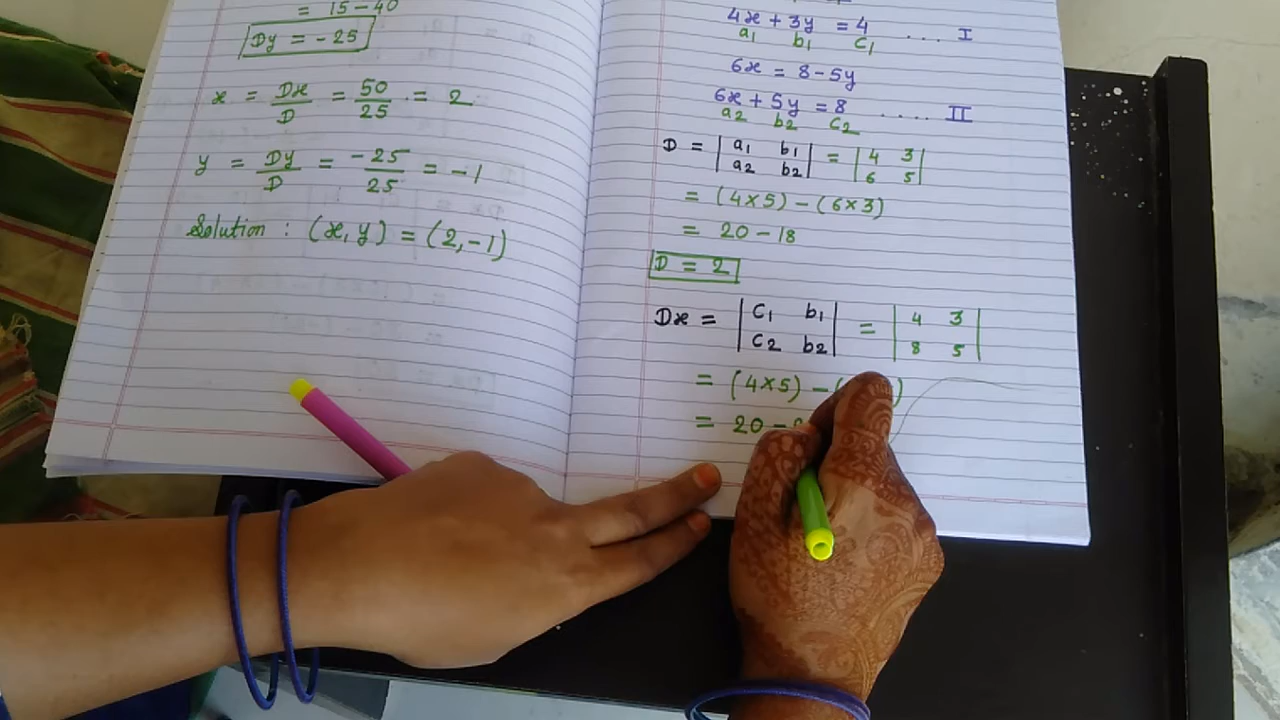 = 15 - 40
Dy = -25
x = Dx/D = 50/25 = 2
y = Dy/D = -25/25 = -1
Solution : (x, y) = (2, -1)
4x + 3y = 4 .... I
a1 b1 c1
6x = 8 - 5y
6x + 5y = 8 .... II
a2 b2 c2
D = | a1 b1 | = | 4 3 |
| a2 b2 | | 6 5 |
= (4×5) - (6×3)
= 20 - 18
D = 2
Dx = | c1 b1 | = | 4 3 |
| c2 b2 | | 8 5 |
= (4×5) - ( )
= 20 -